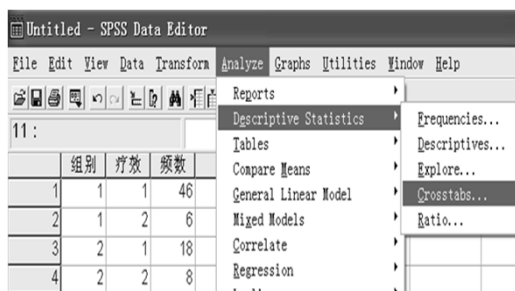 Untitled - SPSS Data Editor
File Edit View Data Transform Analyze Graphs Utilities Window Help
11 :
组别 疗效 频数
1 1 1 46
2 1 2 6
3 2 1 18
4 2 2 8
Reports
Descriptive Statistics
Tables
Compare Means
General Linear Model
Mixed Models
Correlate
Regression
Frequencies...
Descriptives...
Explore...
Crosstabs...
Ratio...